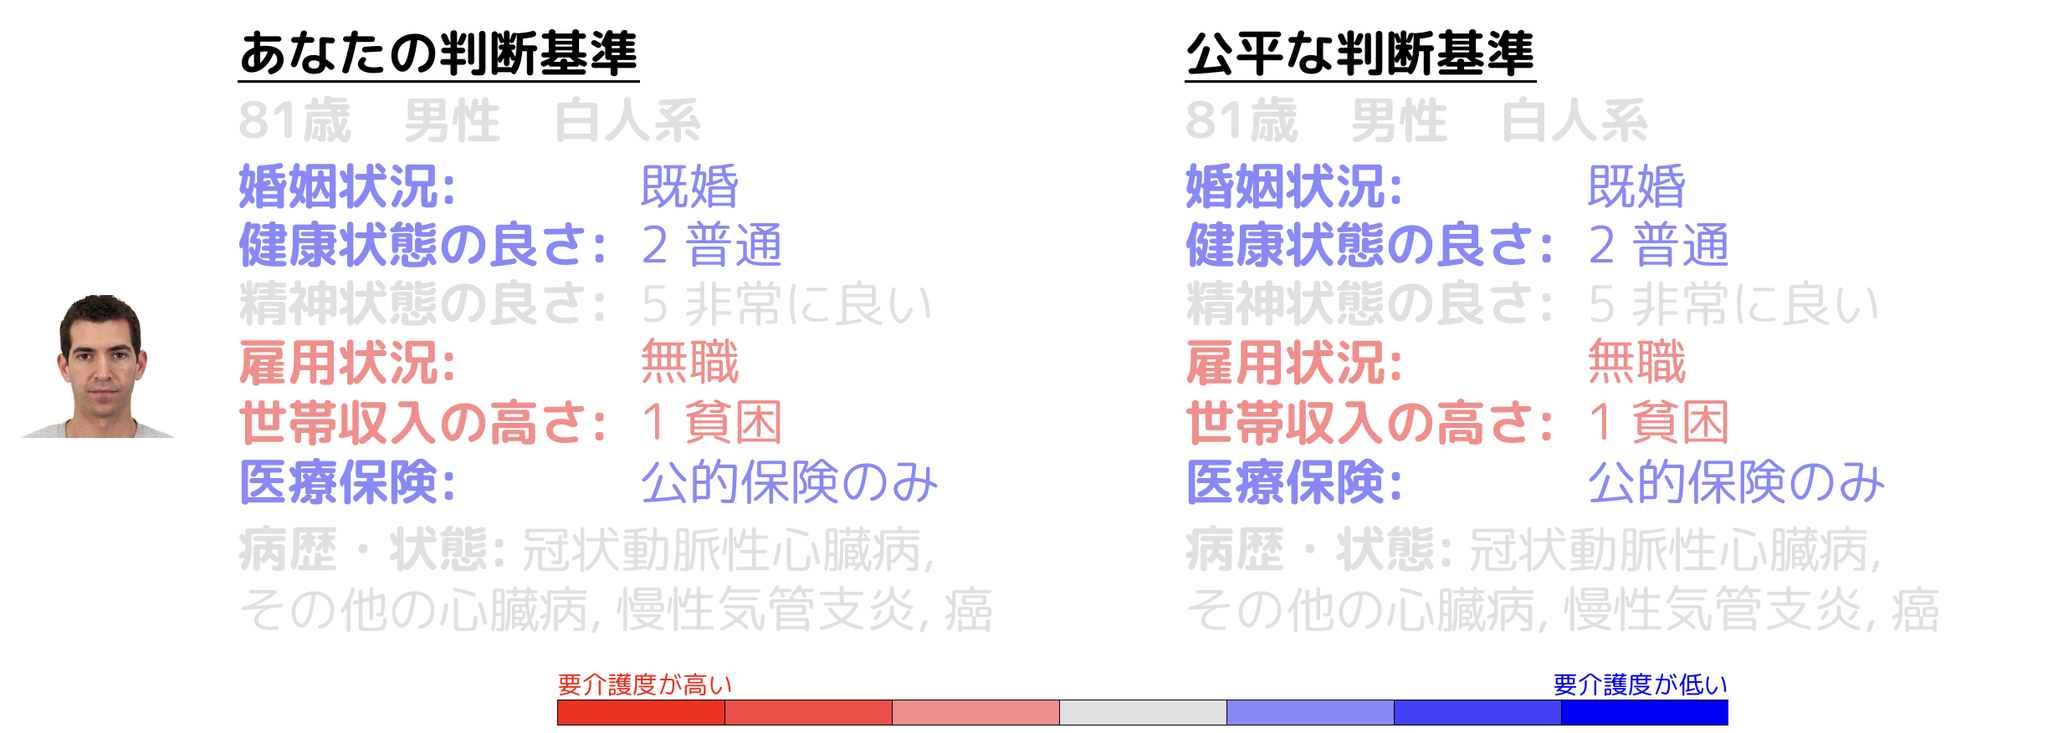 あなたの判断基準
81歳 男性 白人系
婚姻状況: 既婚
健康状態の良さ: 2 普通
精神状態の良さ: 5 非常に良い
雇用状況: 無職
世帯収入の高さ: 1 貧困
医療保険: 公的保険のみ
病歴・状態: 冠状動脈性心臓病,
その他の心臓病, 慢性気管支炎, 癌
公平な判断基準
81歳 男性 白人系
婚姻状況: 既婚
健康状態の良さ: 2 普通
精神状態の良さ: 5 非常に良い
雇用状況: 無職
世帯収入の高さ: 1 貧困
医療保険: 公的保険のみ
病歴・状態: 冠状動脈性心臓病,
その他の心臓病, 慢性気管支炎, 癌
要介護度が高い
要介護度が低い